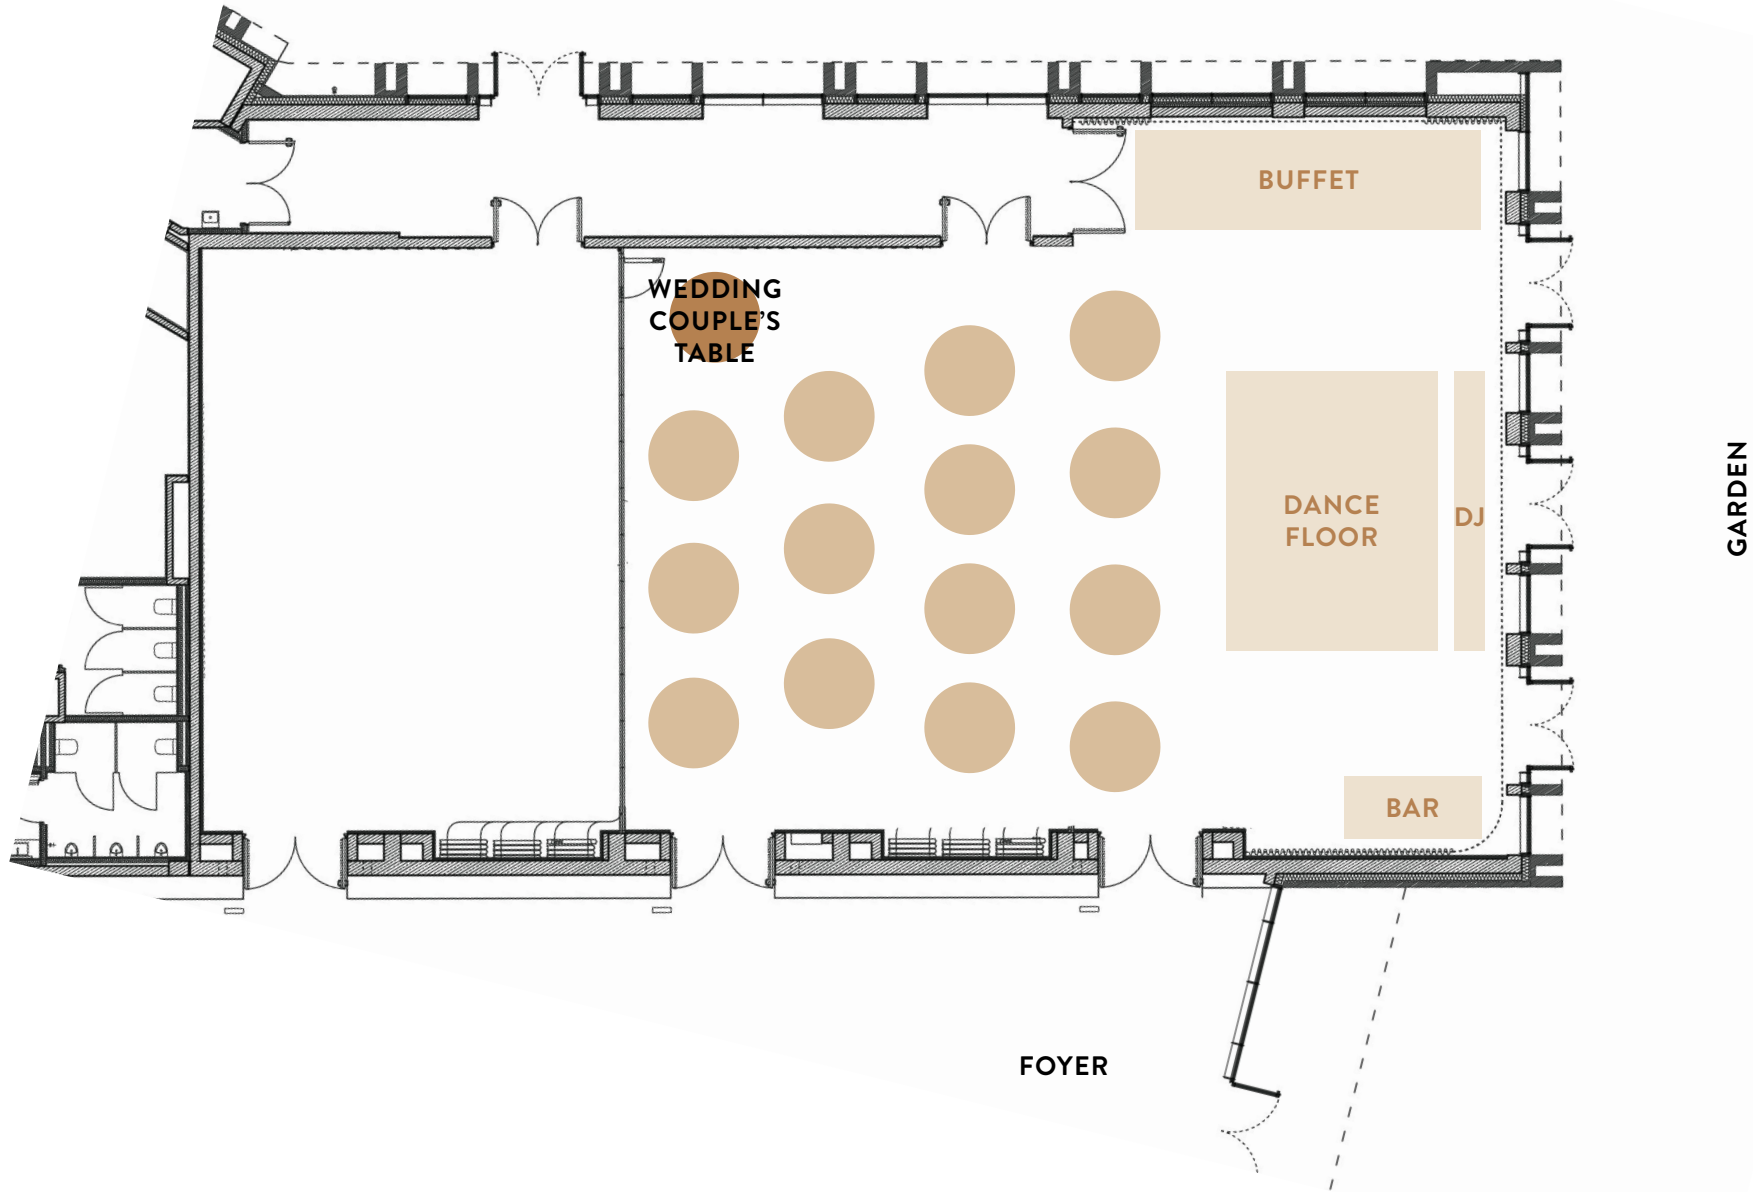 BUFFET
WEDDING
COUPLE’S
TABLE
DANCE
FLOOR
DJ
GARDEN
BAR
FOYER